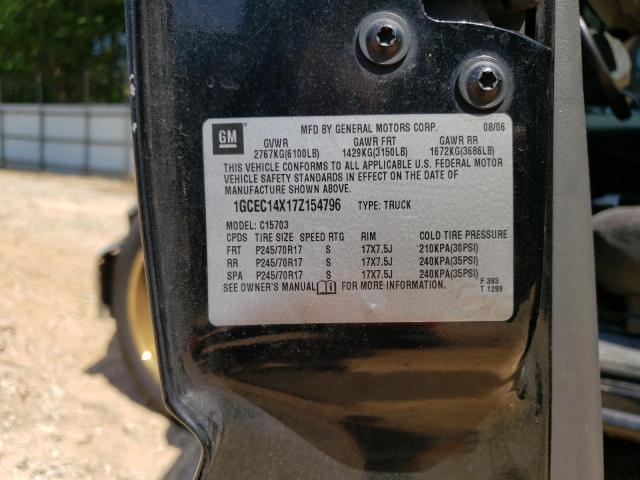 GM
MFD BY GENERAL MOTORS CORP. 08/06
GVWR GAWR FRT GAWR RR
2767KG(6100LB) 1429KG(3150LB) 1672KG(3686LB)
THIS VEHICLE CONFORMS TO ALL APPLICABLE U.S. FEDERAL MOTOR
VEHICLE SAFETY STANDARDS IN EFFECT ON THE DATE OF
MANUFACTURE SHOWN ABOVE.
1GCEC14X17Z154796 TYPE: TRUCK
MODEL: C15703
CPDS TIRE SIZE SPEED RTG RIM COLD TIRE PRESSURE
FRT P245/70R17 S 17X7.5J 210KPA(30PSI)
RR P245/70R17 S 17X7.5J 240KPA(35PSI)
SPA P245/70R17 S 17X7.5J 240KPA(35PSI)
SEE OWNER'S MANUAL FOR MORE INFORMATION.
F 383
T 1299